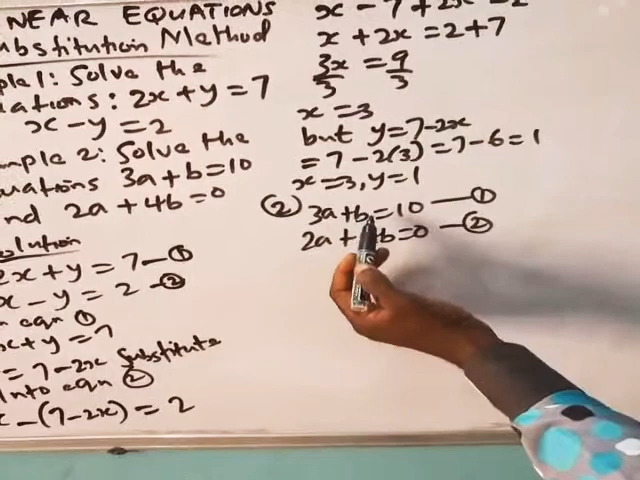 NEAR EQUATIONS
ubstitution Method
ple 1: Solve the
uations: 2x + y = 7
x - y = 2
mple 2: Solve the
uations 3a + b = 10
nd 2a + 4b = 0
olution
2x + y = 7 — ①
x - y = 2 — ②
eqn ①
x + y = 7
= 7 - 2x Substitute
into eqn ②
- (7 - 2x) = 2
x - 7 + 2x = 2
x + 2x = 2 + 7
3x/3 = 9/3
x = 3
but y = 7 - 2x
= 7 - 2(3) = 7 - 6 = 1
x = 3, y = 1
② 3a + b = 10 — ①
2a + 4b = 0 — ②